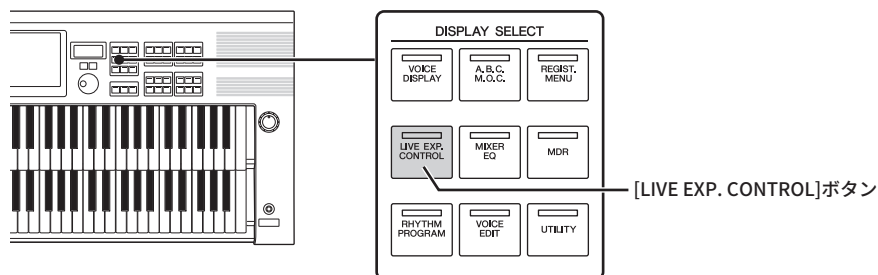 DISPLAY SELECT
VOICE
DISPLAY
A. B. C.
M. O. C.
REGIST.
MENU
LIVE EXP.
CONTROL
MIXER
EQ
MDR
[LIVE EXP. CONTROL]ボタン
RHYTHM
PROGRAM
VOICE
EDIT
UTILITY